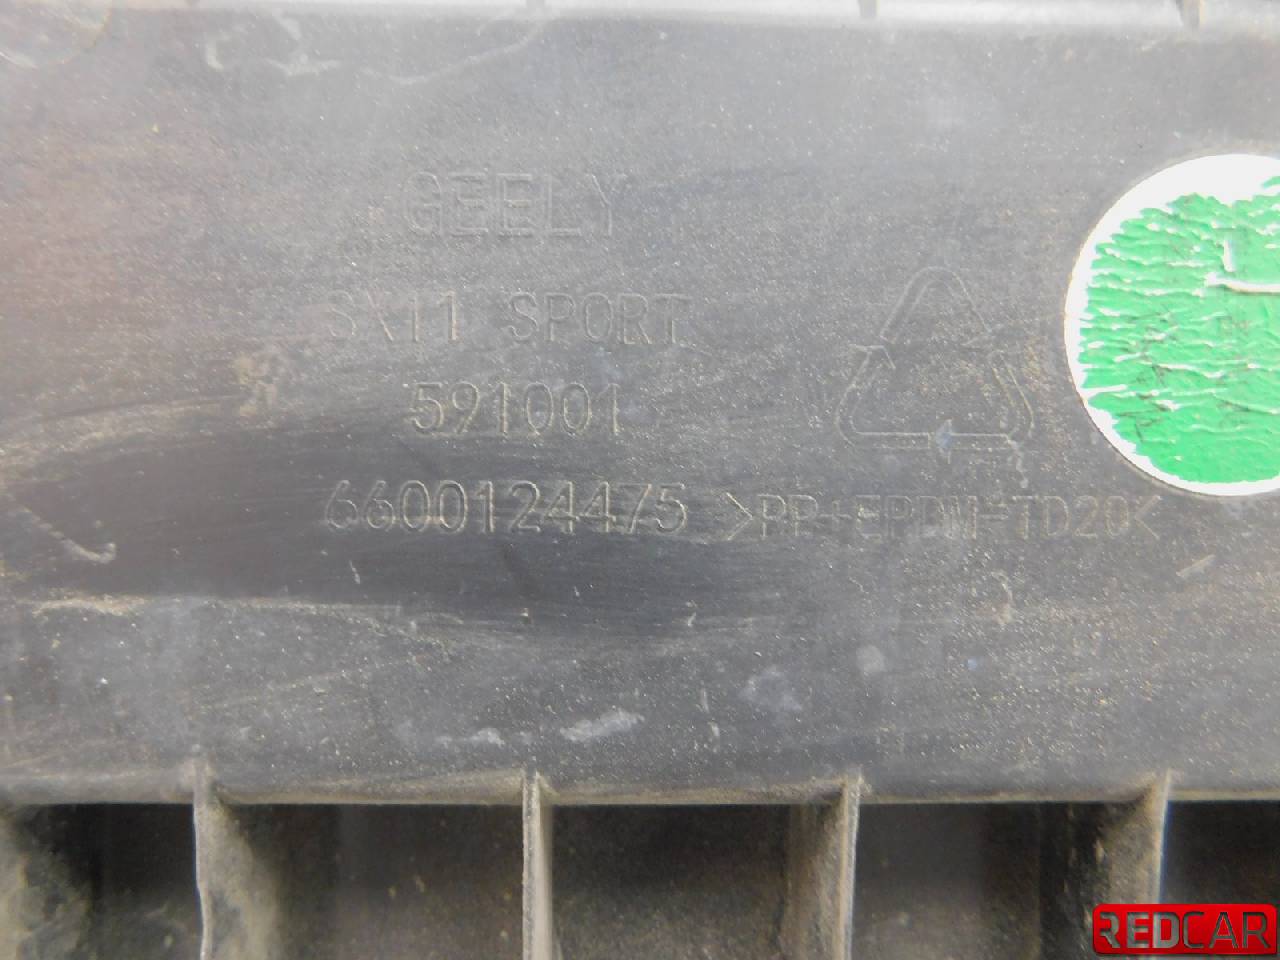 GEELY
SX11 SPORT
591001
6600124475 >PP+EPDM-TD20<
REDCAR